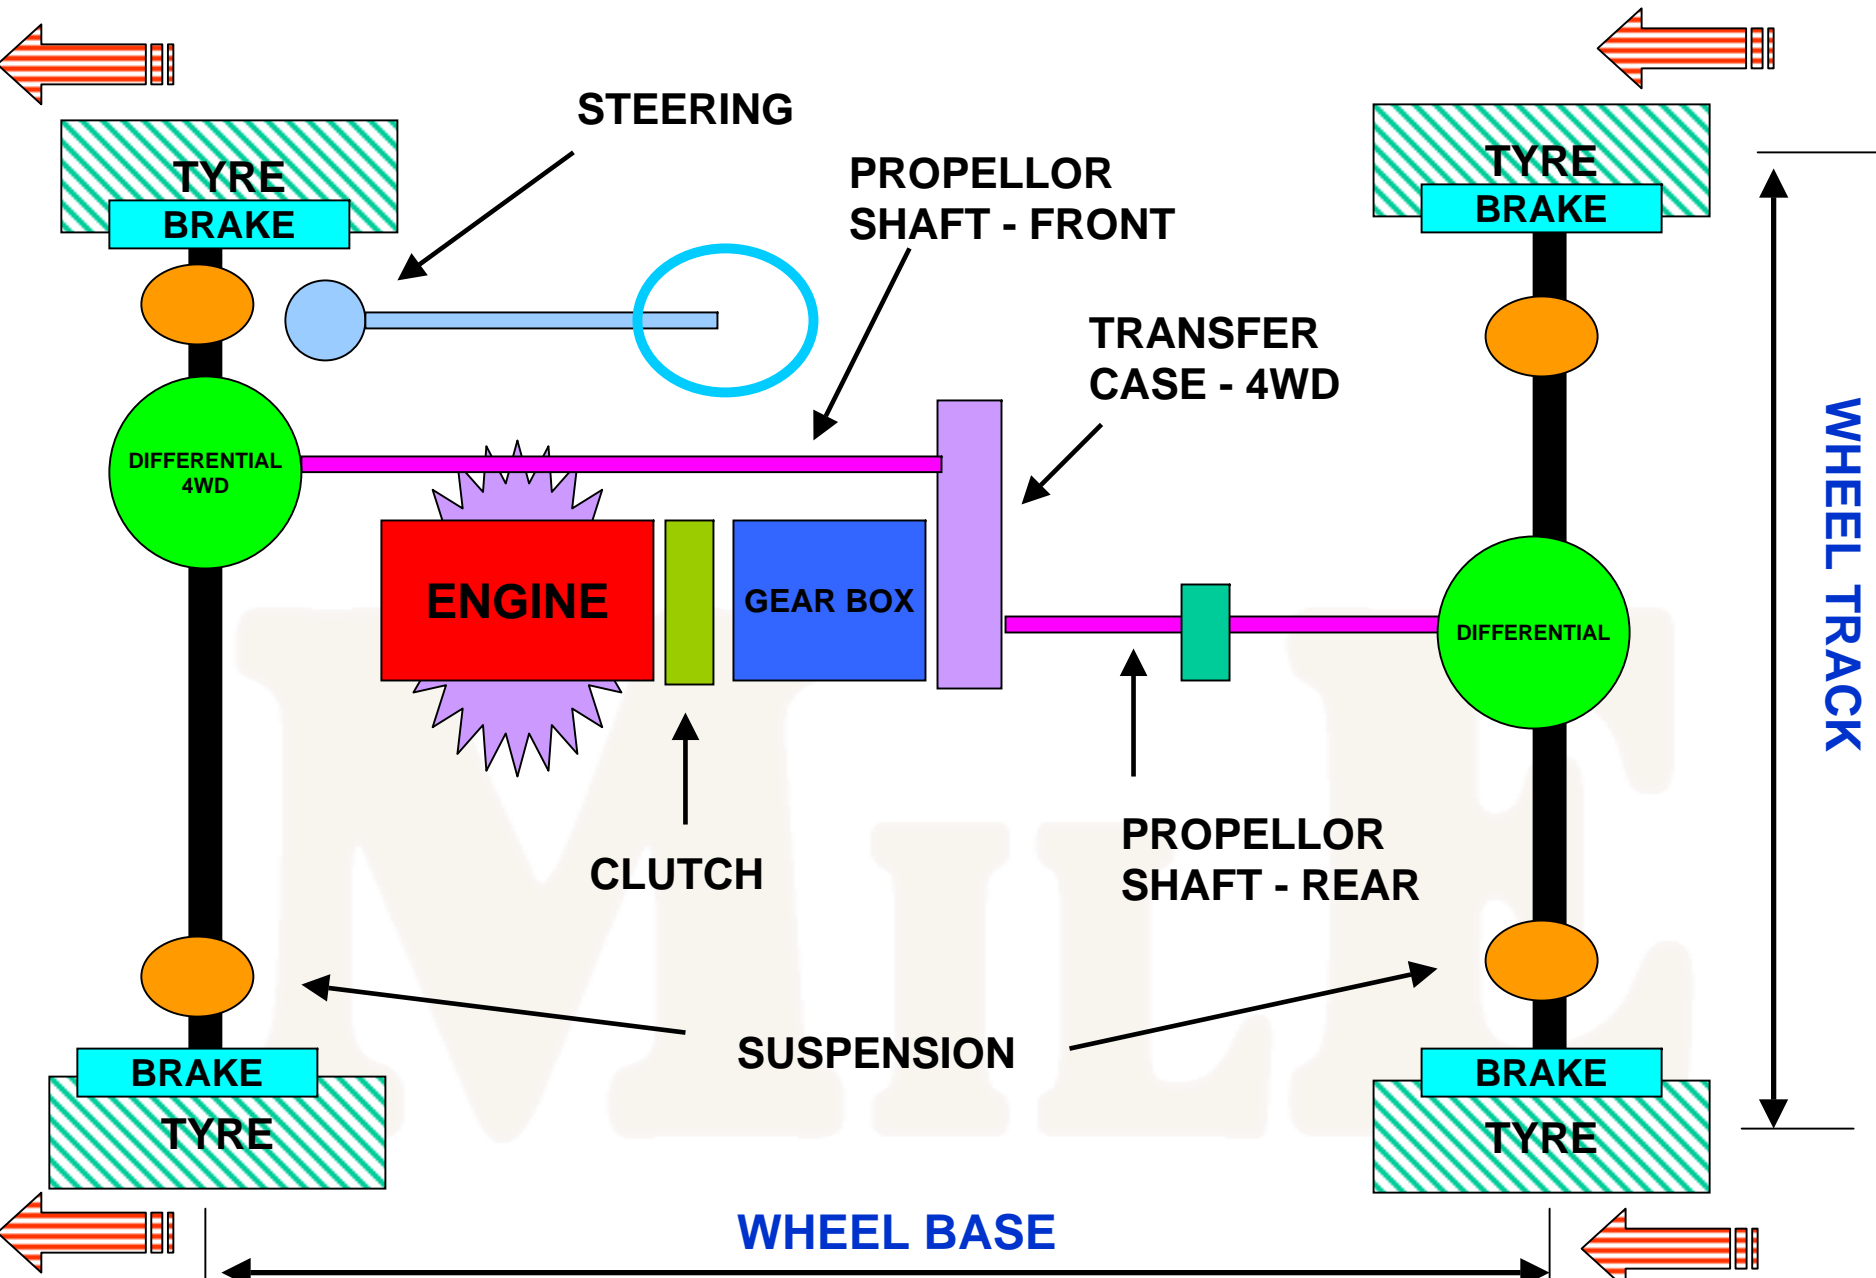 STEERING
PROPELLOR
SHAFT - FRONT
TYRE
BRAKE
TYRE
BRAKE
TRANSFER
CASE - 4WD
DIFFERENTIAL
4WD
ENGINE
GEAR BOX
DIFFERENTIAL
WHEEL TRACK
CLUTCH
PROPELLOR
SHAFT - REAR
SUSPENSION
BRAKE
TYRE
BRAKE
TYRE
WHEEL BASE
MILE